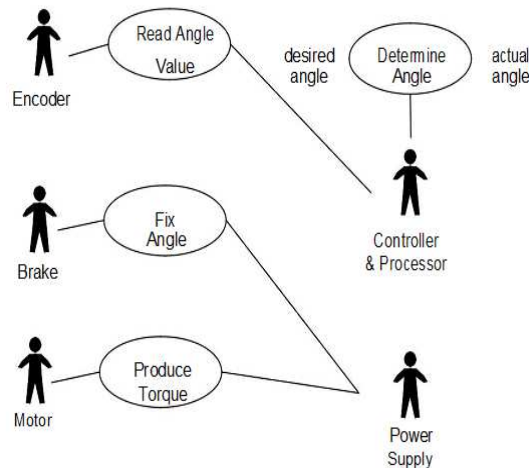 Read Angle
Value
Encoder
desired
angle
Determine
Angle
actual
angle
Controller
& Processor
Fix
Angle
Brake
Produce
Torque
Motor
Power
Supply